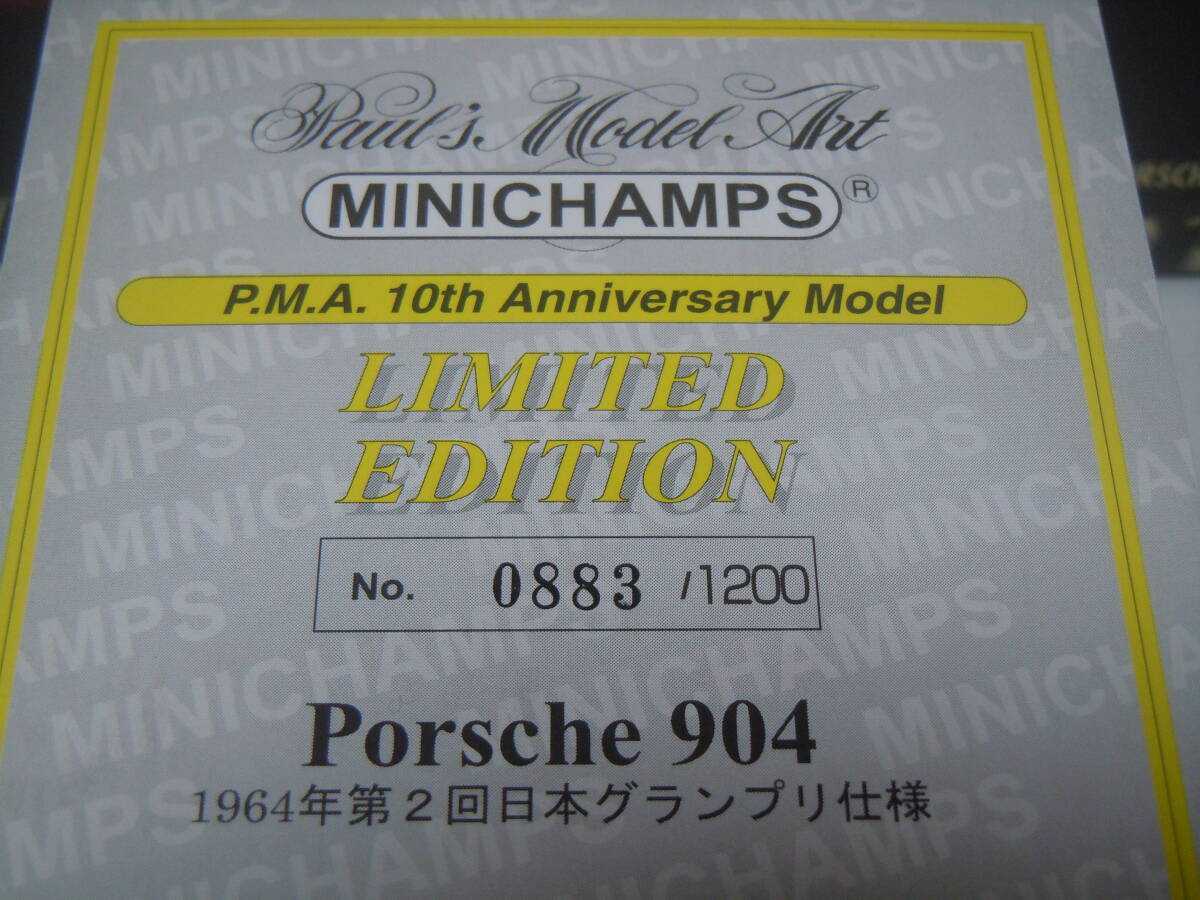 Paul's Model Art
MINICHAMPS®
P.M.A. 10th Anniversary Model
LIMITED
EDITION
No. 0883 /1200
Porsche 904
1964年第2回日本グランプリ仕様